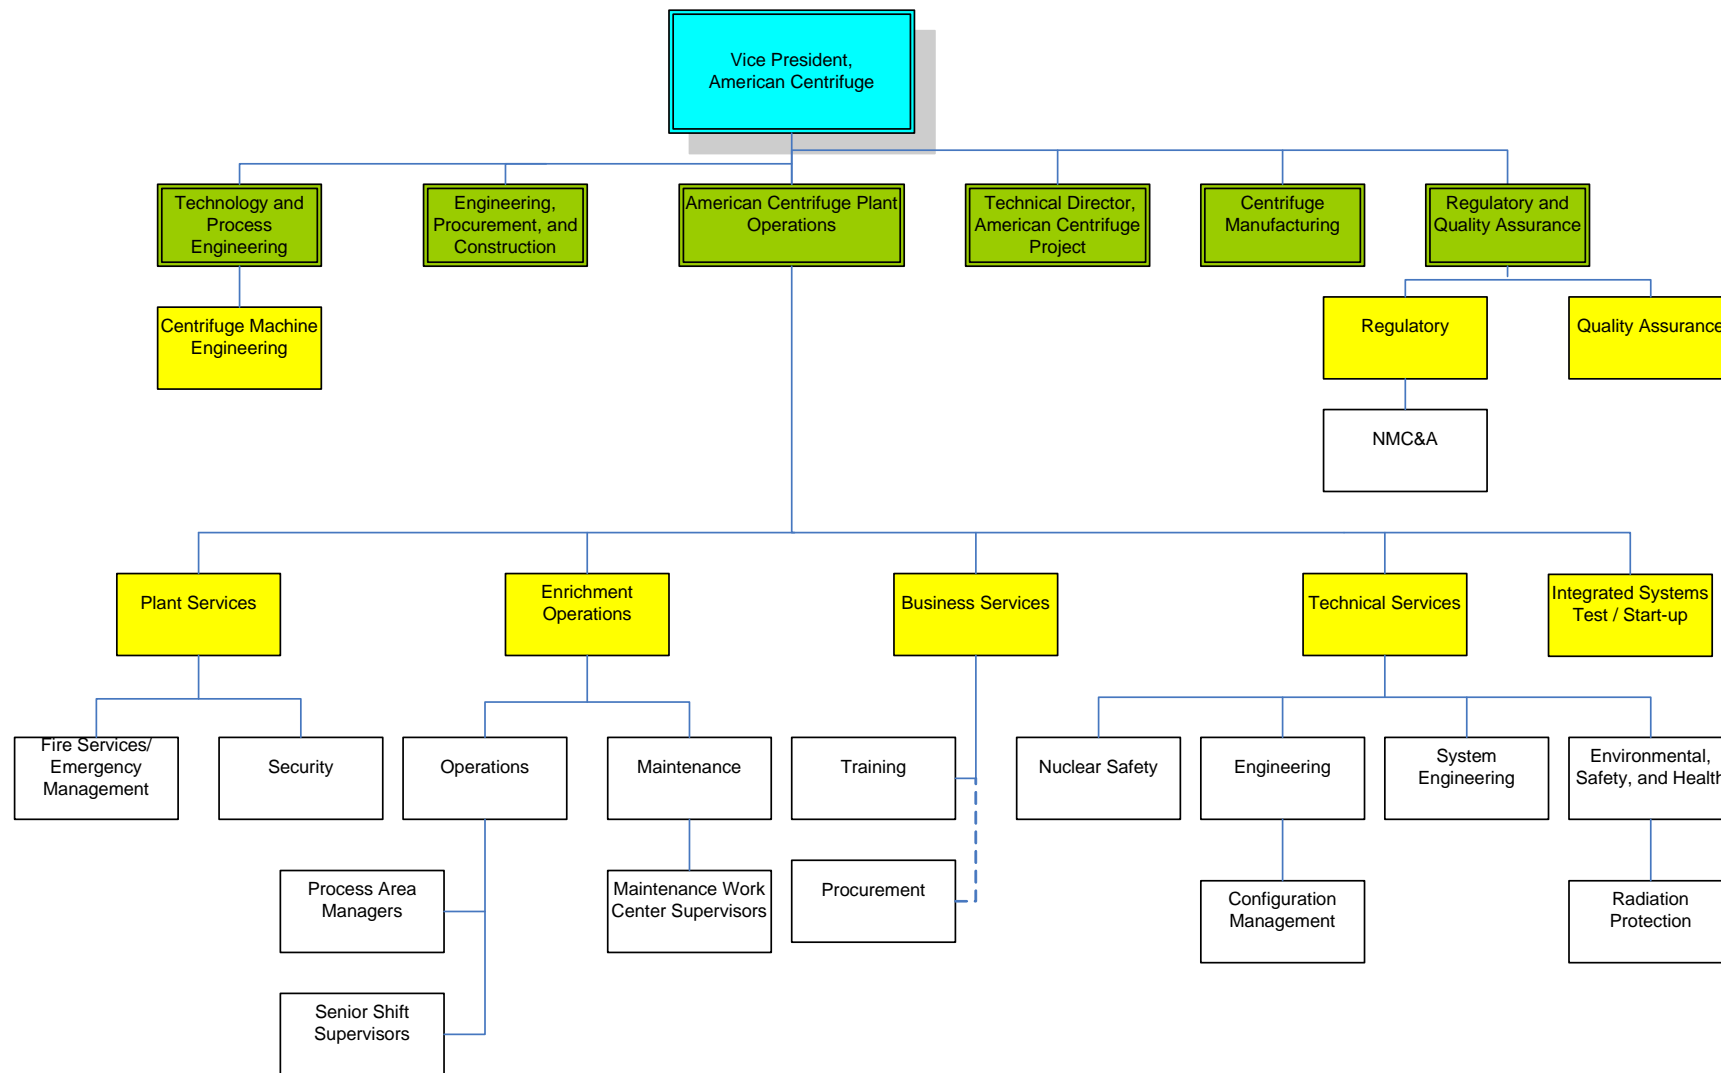 Vice President,
American Centrifuge
Technology and
Process
Engineering
Engineering,
Procurement, and
Construction
American Centrifuge Plant
Operations
Technical Director,
American Centrifuge
Project
Centrifuge
Manufacturing
Regulatory and
Quality Assurance
Centrifuge Machine
Engineering
Regulatory
Quality Assurance
NMC&A
Plant Services
Enrichment
Operations
Business Services
Technical Services
Integrated Systems
Test / Start-up
Fire Services/
Emergency
Management
Security
Operations
Maintenance
Training
Nuclear Safety
Engineering
System
Engineering
Environmental,
Safety, and Health
Process Area
Managers
Maintenance Work
Center Supervisors
Procurement
Configuration
Management
Radiation
Protection
Senior Shift
Supervisors